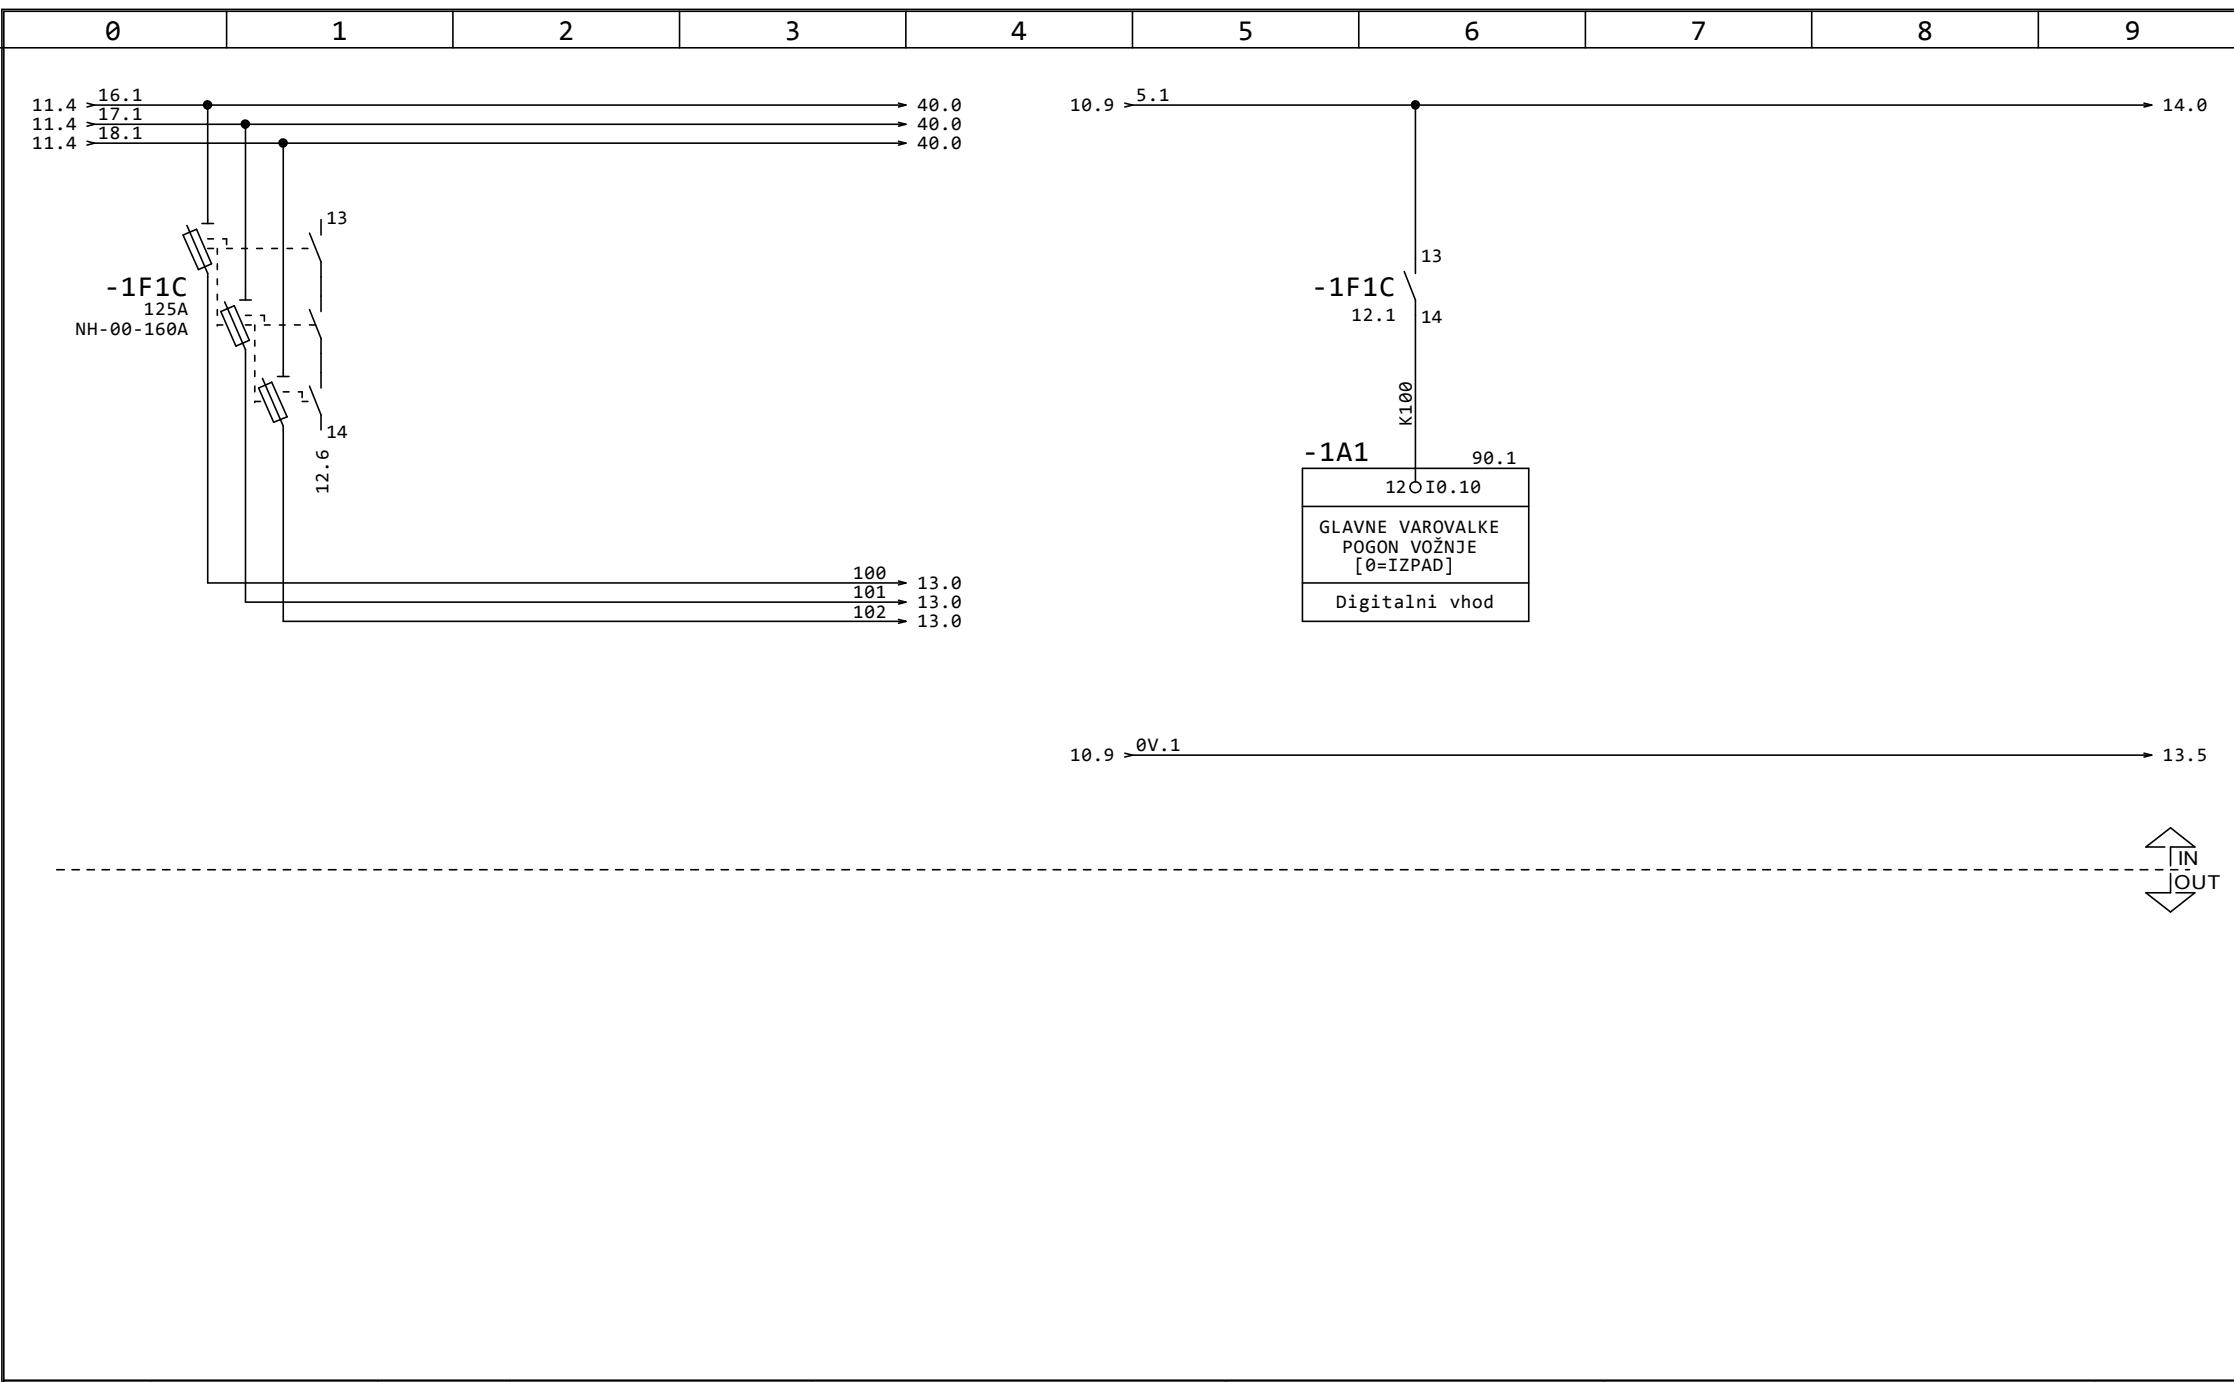 0 1 2 3 4 5 6 7 8 9
11.4 16.1 40.0
11.4 17.1 40.0
11.4 18.1 40.0
10.9 5.1 14.0
13
-1F1C
125A
NH-00-160A
14
12.6
100 13.0
101 13.0
102 13.0
13
-1F1C
12.1 14
K100
-1A1 90.1
12 I0.10
GLAVNE VAROVALKE
POGON VOŽNJE
[0=IZPAD]
Digitalni vhod
10.9 0V.1 13.5
IN
OUT